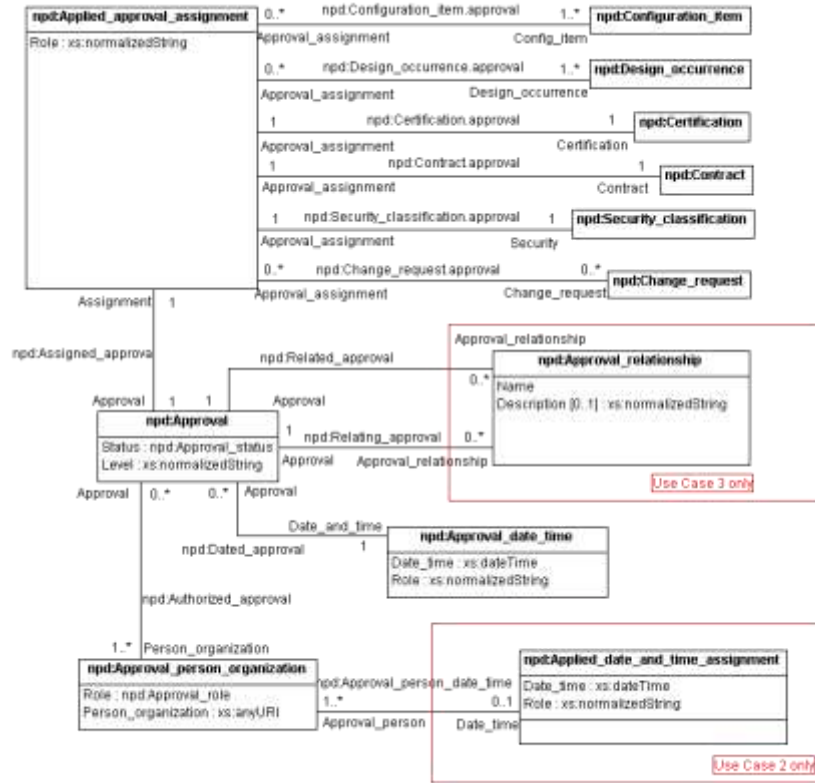 npd:Applied_approval_assignment
Role : xs:normalizedString
0..* npd:Configuration_item.approval 1..*
Approval_assignment Config_item
npd:Configuration_item
0..* npd:Design_occurrence.approval 1..*
Approval_assignment Design_occurrence
npd:Design_occurrence
1 npd:Certification.approval 1
Approval_assignment Certification
npd:Certification
1 npd:Contract.approval 1
Approval_assignment Contract
npd:Contract
1 npd:Security_classification.approval 1
Approval_assignment Security
npd:Security_classification
0..* npd:Change_request.approval 0..*
Approval_assignment Change_request
npd:Change_request
Assignment 1
npd:Assigned_approva
Approval 1
npd:Related_approval
1 Approval
Approval_relationship
0..*
npd:Approval_relationship
Name
Description [0..1] : xs:normalizedString
npd:Approval
Status : npd:Approval_status
Level : xs:normalizedString
1 npd:Relating_approval 0..*
Approval Approval_relationship
Use Case 3 only
Approval 0..*
0..* Approval
Date_and_time
npd:Dated_approval 1
npd:Approval_date_time
Date_time : xs:dateTime
Role : xs:normalizedString
npd:Authorized_approval
1..* Person_organization
npd:Approval_person_organization
Role : npd:Approval_role
Person_organization : xs:anyURI
npd:Approval_person_date_time
1..* 0..1
Approval_person Date_time
npd:Applied_date_and_time_assignment
Date_time : xs:dateTime
Role : xs:normalizedString
Use Case 2 only